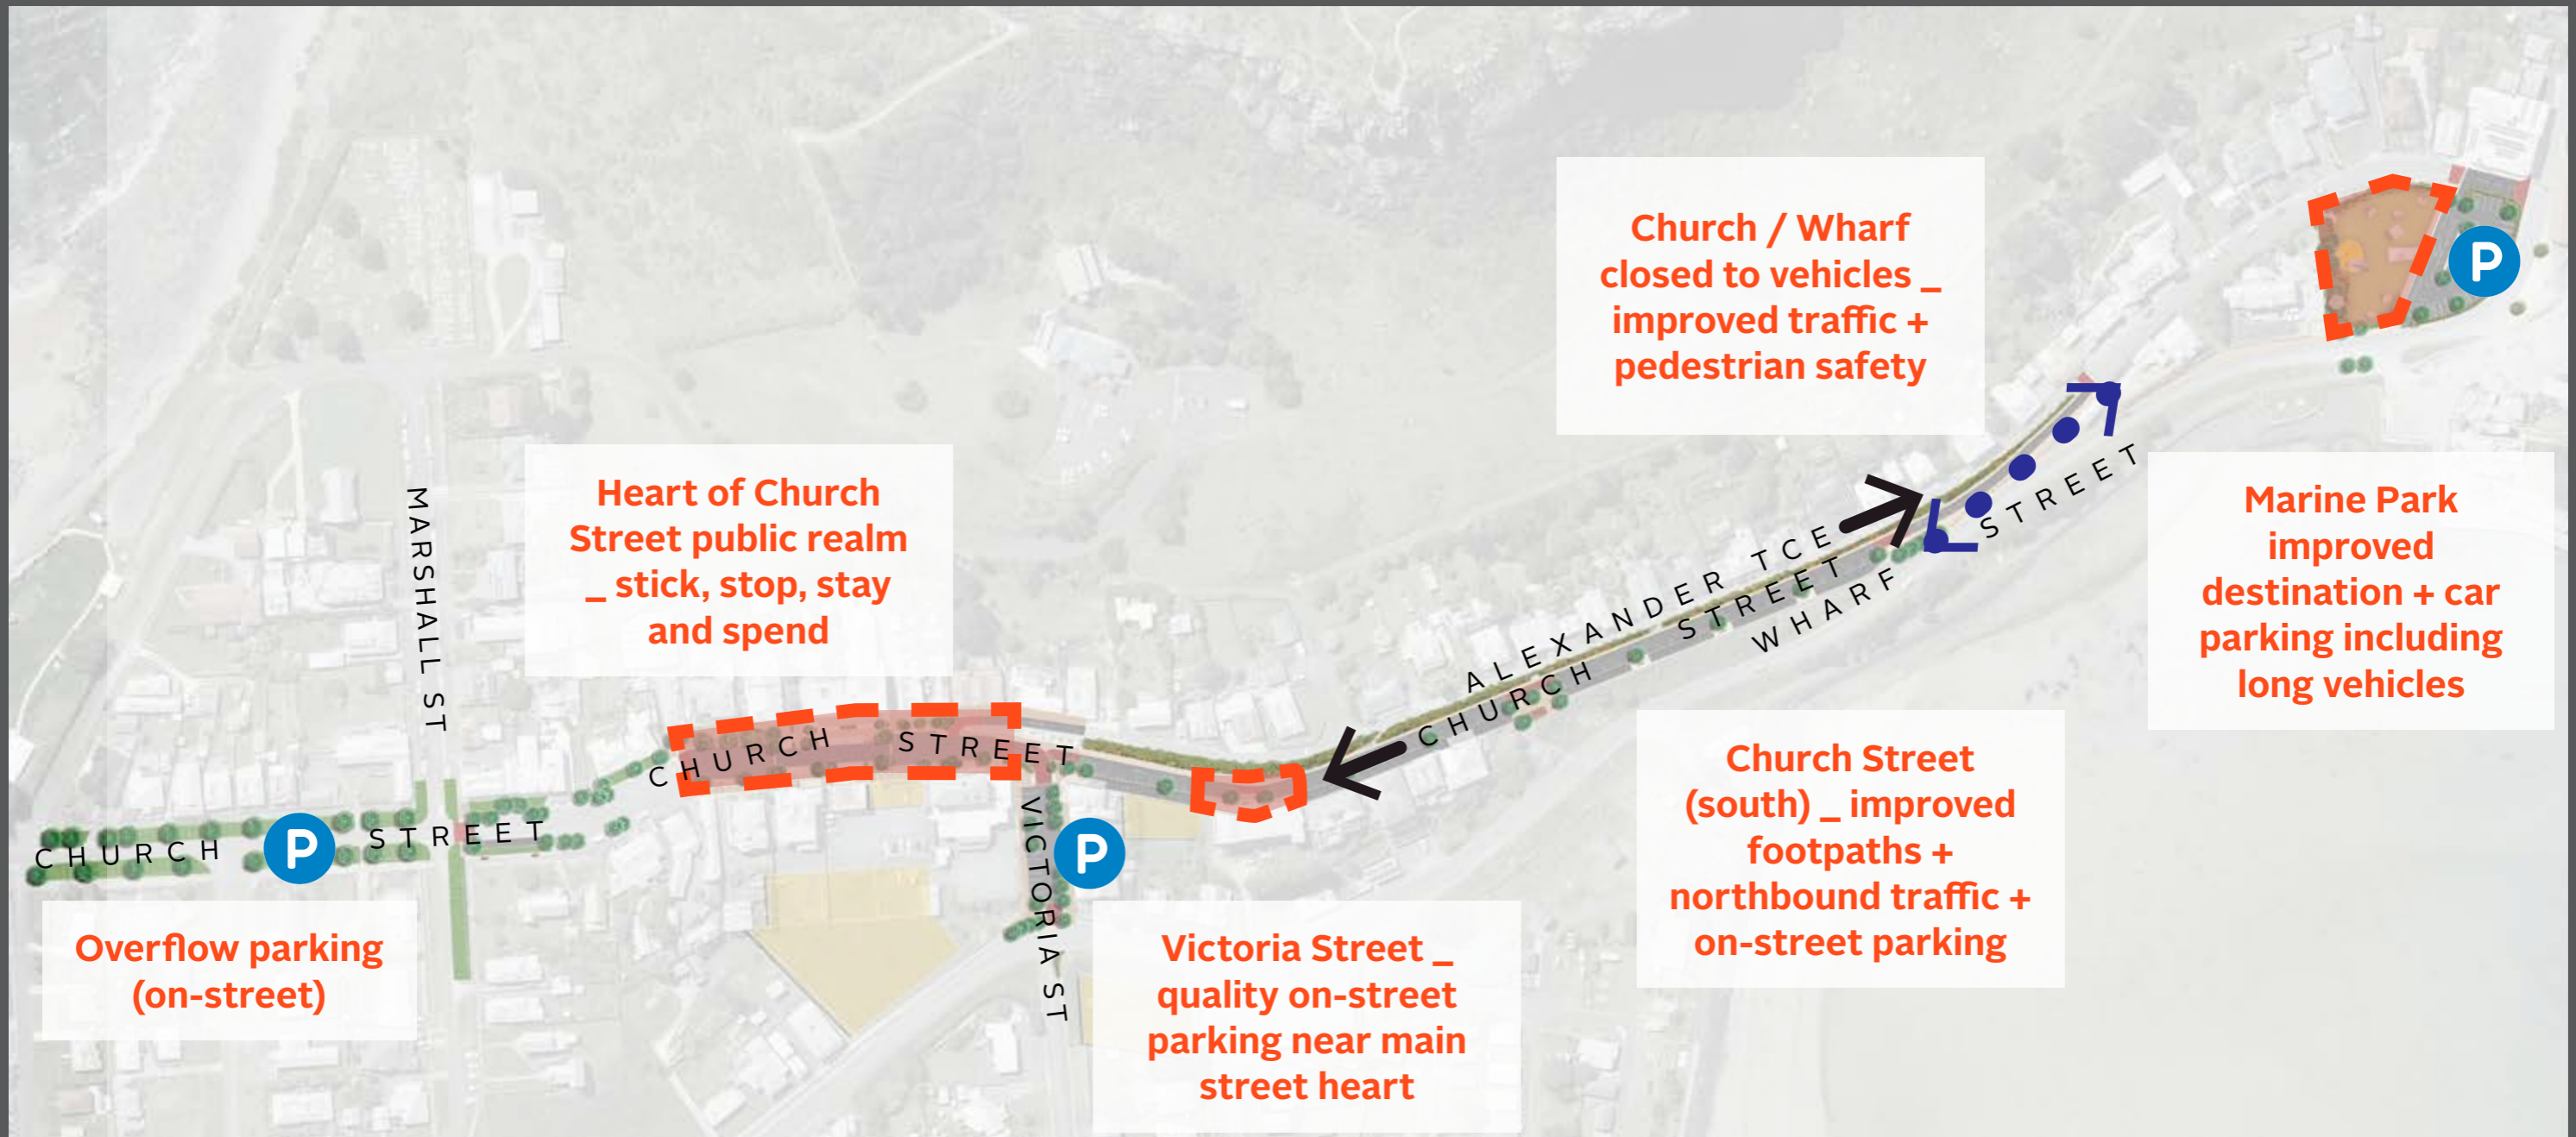 Church / Wharf
closed to vehicles _
improved traffic +
pedestrian safety
P
Heart of Church
Street public realm
_ stick, stop, stay
and spend
Marine Park
improved
destination + car
parking including
long vehicles
MARSHALL ST
ALEXANDER TCE
CHURCH STREET
WHARF STREET
CHURCH STREET
Church Street
(south) _ improved
footpaths +
northbound traffic +
on-street parking
CHURCH STREET
P
VICTORIA ST
P
Overflow parking
(on-street)
Victoria Street _
quality on-street
parking near main
street heart